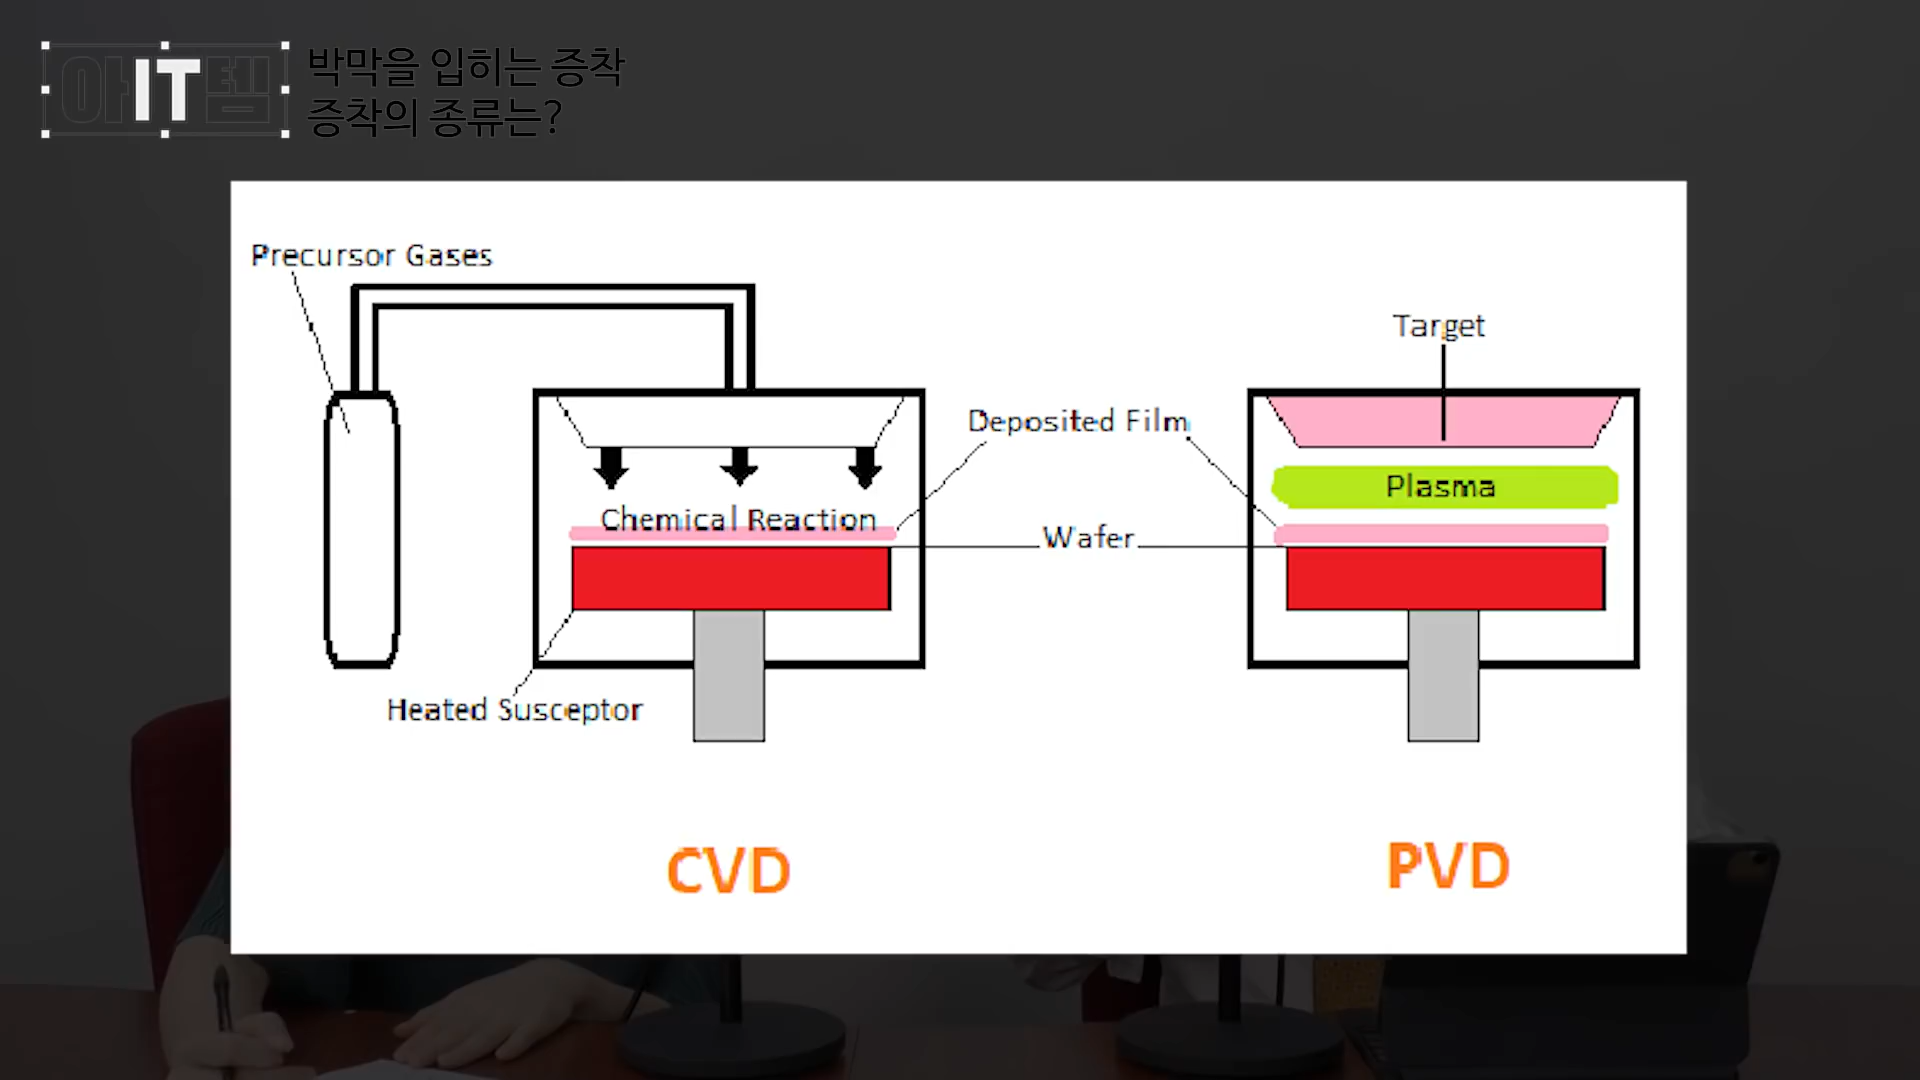 아IT템
박막을 입히는 증착
증착의 종류는?
Precursor Gases
Target
Deposited Film
Plasma
Chemical Reaction
Wafer
Heated Susceptor
CVD
PVD